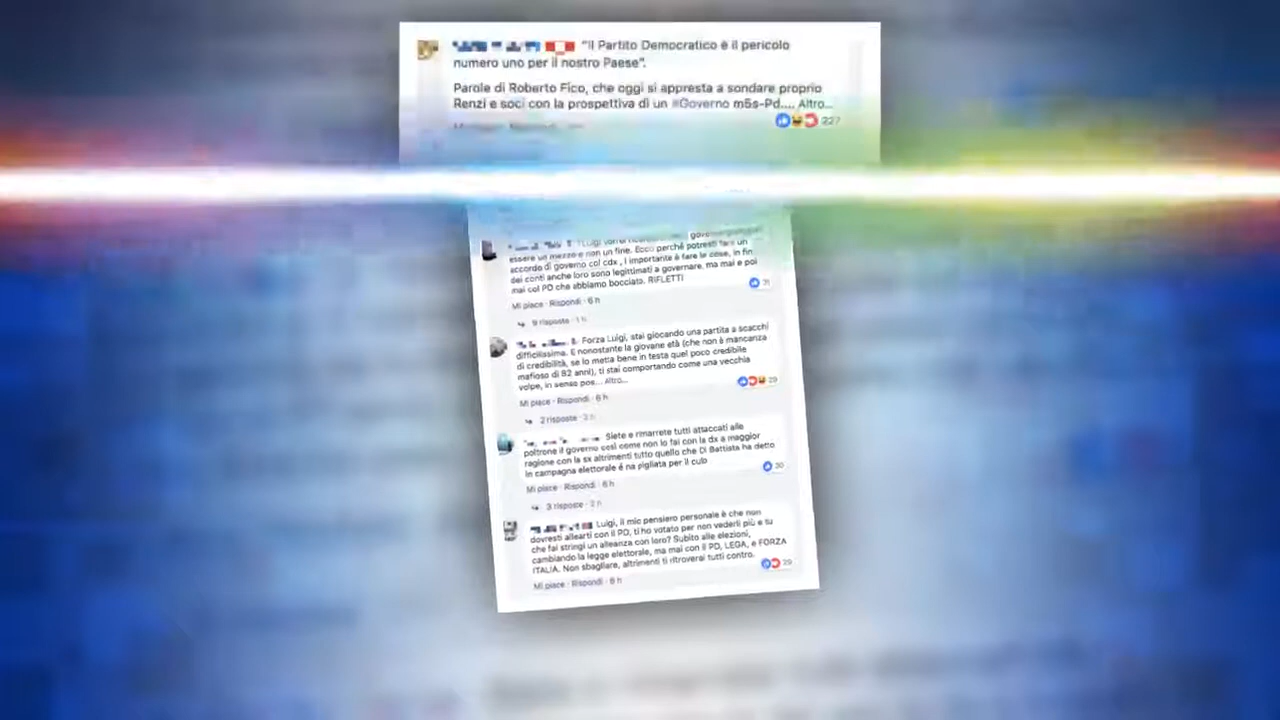 "Il Partito Democratico è il pericolo
numero uno per il nostro Paese".
Parole di Roberto Fico, che oggi si appresta a sondare proprio
Renzi e soci con la prospettiva di un #Governo m5s-Pd.... Altro...
227
essere un mezzo e non un fine. Ecco perché potresti fare un
accordo di governo col cdx , l importante è fare le cose, in fin
dei conti anche loro sono legittimati a governare, ma mai e poi
mai col PD che abbiamo bocciato. RIFLETTI
31
Mi piace · Rispondi · 6 h
9 risposte · 1 h
Forza Luigi, stai giocando una partita a scacchi
difficilissima. E nonostante la giovane età (che non è mancanza
di credibilità, se lo metta bene in testa quel poco credibile
mafioso di 82 anni), ti stai comportando come una vecchia
volpe, in senso pos... Altro...
29
Mi piace · Rispondi · 6 h
2 risposte · 2 h
Siete e rimarrete tutti attaccati alle
poltrone il governo così come non lo fai con la dx a maggior
ragione con la sx altrimenti tutto quello che Di Battista ha detto
in campagna elettorale é na pigliata per il culo
30
Mi piace · Rispondi · 6 h
3 risposte · 2 h
Luigi, il mio pensiero personale è che non
dovresti allearti con il PD, ti ho votato per non vederli più e tu
che fai stringi un alleanza con loro? Subito alle elezioni,
cambiando la legge elettorale, ma mai con il PD, LEGA, e FORZA
ITALIA. Non sbagliare, altrimenti ti ritroverai tutti contro.
29
Mi piace · Rispondi · 6 h